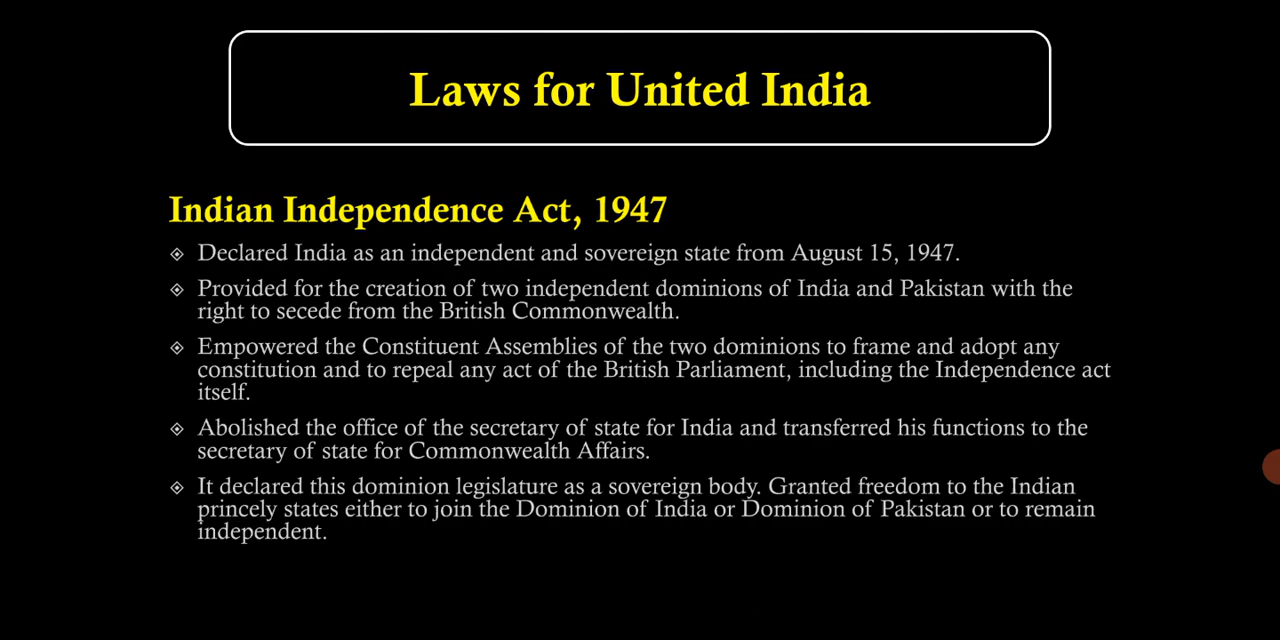 Laws for United India
Indian Independence Act, 1947
Declared India as an independent and sovereign state from August 15, 1947.
Provided for the creation of two independent dominions of India and Pakistan with the
right to secede from the British Commonwealth.
Empowered the Constituent Assemblies of the two dominions to frame and adopt any
constitution and to repeal any act of the British Parliament, including the Independence act
itself.
Abolished the office of the secretary of state for India and transferred his functions to the
secretary of state for Commonwealth Affairs.
It declared this dominion legislature as a sovereign body. Granted freedom to the Indian
princely states either to join the Dominion of India or Dominion of Pakistan or to remain
independent.